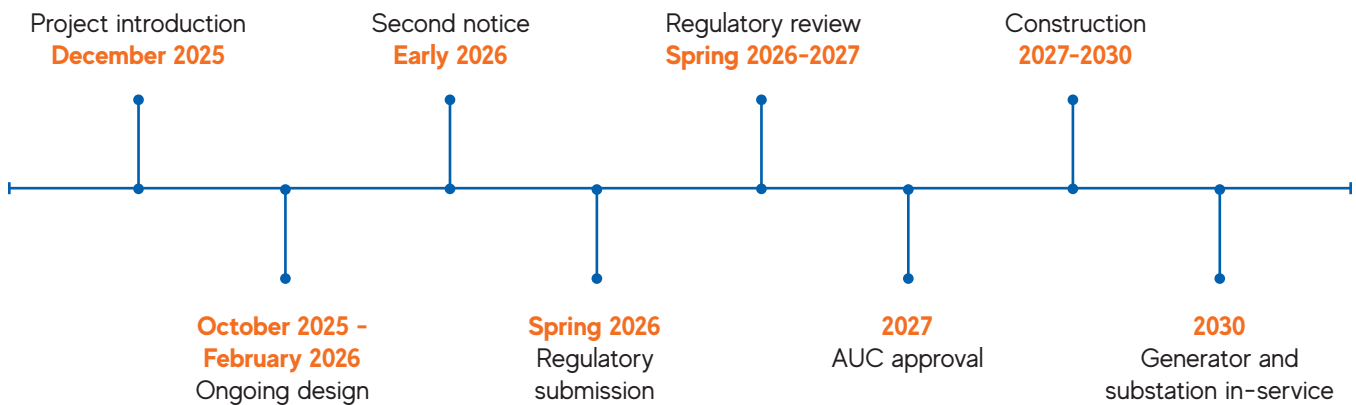 Project introduction
December 2025
Second notice
Early 2026
Regulatory review
Spring 2026-2027
Construction
2027-2030
October 2025 -
February 2026
Ongoing design
Spring 2026
Regulatory
submission
2027
AUC approval
2030
Generator and
substation in-service